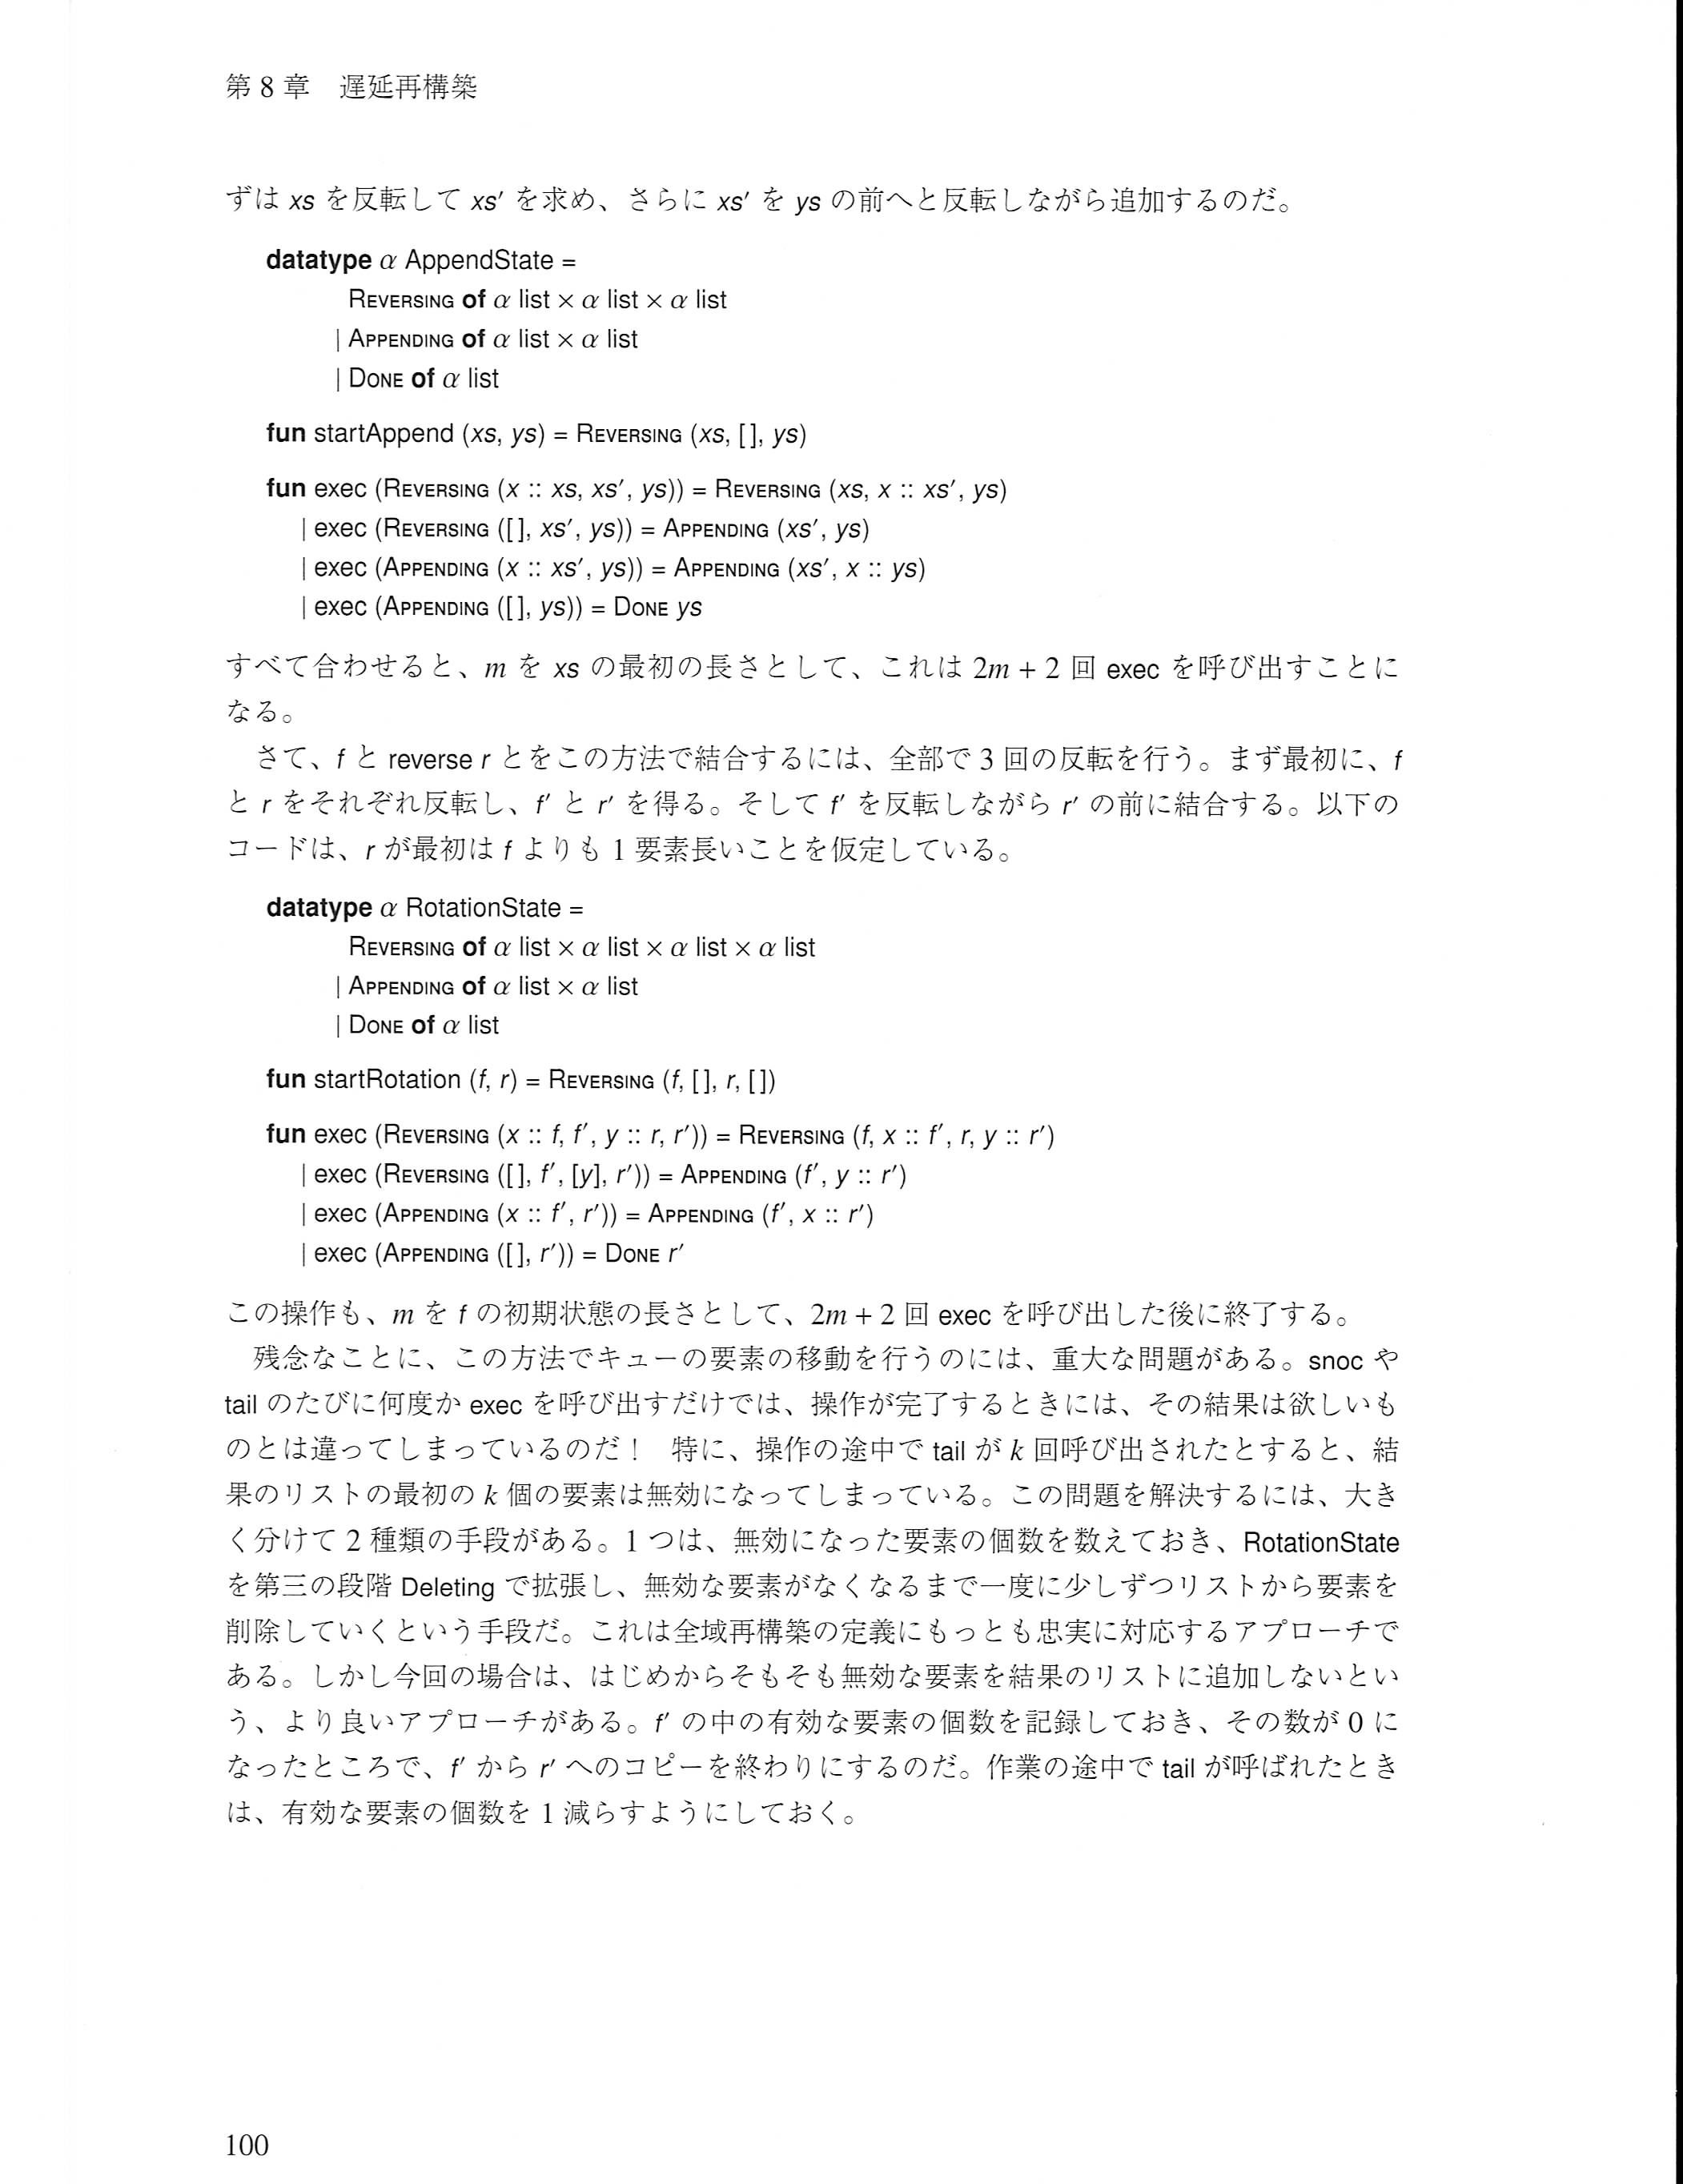 第 8 章　遅延再構築
ずは xs を反転して xs′ を求め、さらに xs′ を ys の前へと反転しながら追加するのだ。
datatype α AppendState =
REVERSING of α list × α list × α list
| APPENDING of α list × α list
| DONE of α list
fun startAppend (xs, ys) = REVERSING (xs, [], ys)
fun exec (REVERSING (x :: xs, xs′, ys)) = REVERSING (xs, x :: xs′, ys)
| exec (REVERSING ([], xs′, ys)) = APPENDING (xs′, ys)
| exec (APPENDING (x :: xs′, ys)) = APPENDING (xs′, x :: ys)
| exec (APPENDING ([], ys)) = DONE ys
すべて合わせると、m を xs の最初の長さとして、これは 2m + 2 回 exec を呼び出すことに
なる。
さて、f と reverse r とをこの方法で結合するには、全部で 3 回の反転を行う。まず最初に、f
と r をそれぞれ反転し、f′ と r′ を得る。そして f′ を反転しながら r′ の前に結合する。以下の
コードは、r が最初は f よりも 1 要素長いことを仮定している。
datatype α RotationState =
REVERSING of α list × α list × α list × α list
| APPENDING of α list × α list
| DONE of α list
fun startRotation (f, r) = REVERSING (f, [], r, [])
fun exec (REVERSING (x :: f, f′, y :: r, r′)) = REVERSING (f, x :: f′, r, y :: r′)
| exec (REVERSING ([], f′, [y], r′)) = APPENDING (f′, y :: r′)
| exec (APPENDING (x :: f′, r′)) = APPENDING (f′, x :: r′)
| exec (APPENDING ([], r′)) = DONE r′
この操作も、m を f の初期状態の長さとして、2m + 2 回 exec を呼び出した後に終了する。
残念なことに、この方法でキューの要素の移動を行うのには、重大な問題がある。snoc や
tail のたびに何度か exec を呼び出すだけでは、操作が完了するときには、その結果は欲しいも
のとは違ってしまっているのだ！　特に、操作の途中で tail が k 回呼び出されたとすると、結
果のリストの最初の k 個の要素は無効になってしまっている。この問題を解決するには、大き
く分けて 2 種類の手段がある。1 つは、無効になった要素の個数を数えておき、RotationState
を第三の段階 Deleting で拡張し、無効な要素がなくなるまで一度に少しずつリストから要素を
削除していくという手段だ。これは全域再構築の定義にもっとも忠実に対応するアプローチで
ある。しかし今回の場合は、はじめからそもそも無効な要素を結果のリストに追加しないとい
う、より良いアプローチがある。f′ の中の有効な要素の個数を記録しておき、その数が 0 に
なったところで、f′ から r′ へのコピーを終わりにするのだ。作業の途中で tail が呼ばれたとき
は、有効な要素の個数を 1 減らすようにしておく。
100